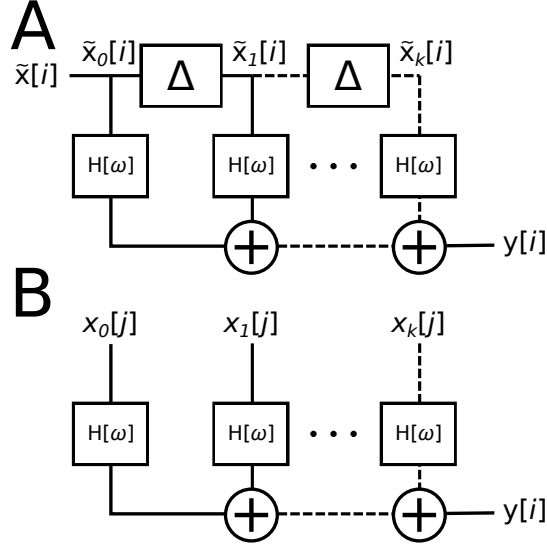 A
x̃[i] x̃₀[i] Δ x̃₁[i] Δ x̃ₖ[i]
H[ω] H[ω] • • • H[ω]
+ + y[i]
B
x₀[j] x₁[j] xₖ[j]
H[ω] H[ω] • • • H[ω]
+ + y[i]